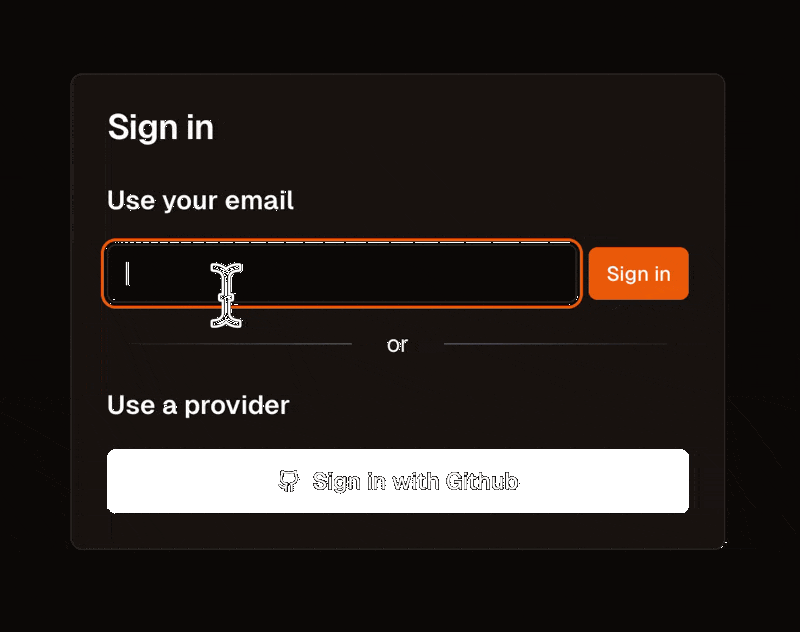 Sign in
Use your email
Sign in
or
Use a provider
Sign in with Github